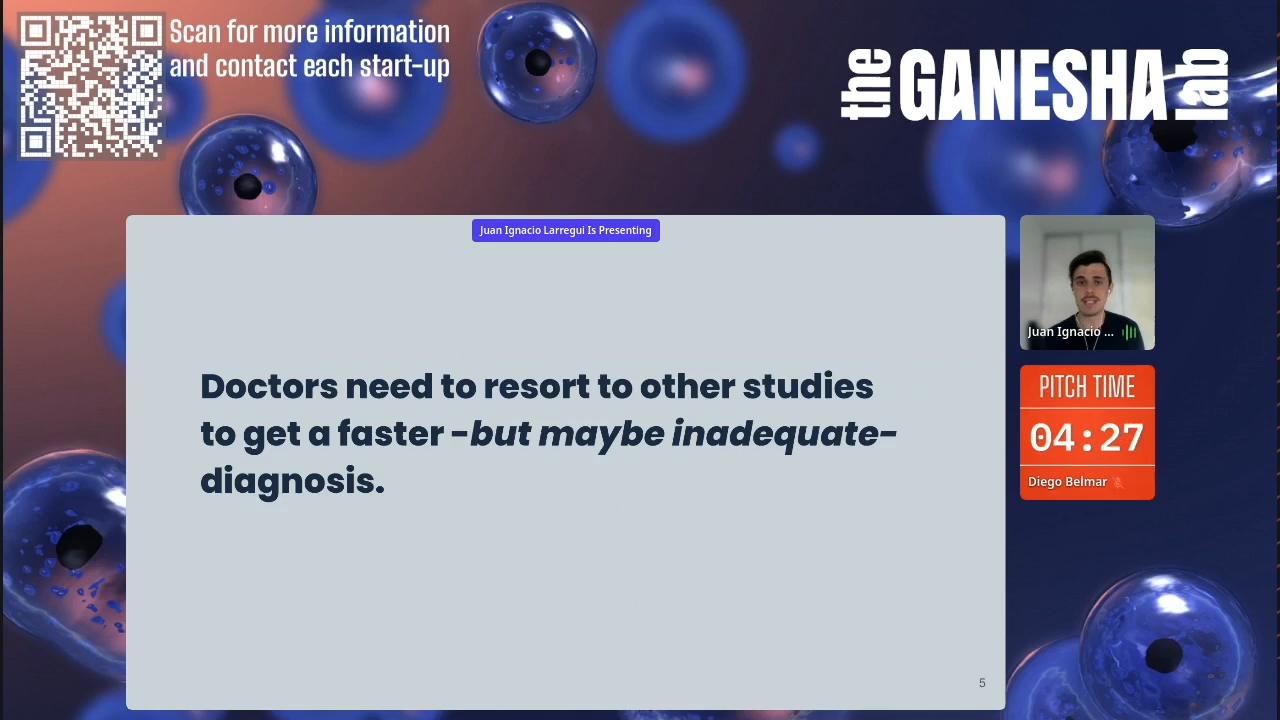 Scan for more information
and contact each start-up
the GANESHA lab
Juan Ignacio Larregui Is Presenting
Doctors need to resort to other studies
to get a faster -but maybe inadequate-
diagnosis.
5
Juan Ignacio ...
PITCH TIME
04:27
Diego Belmar